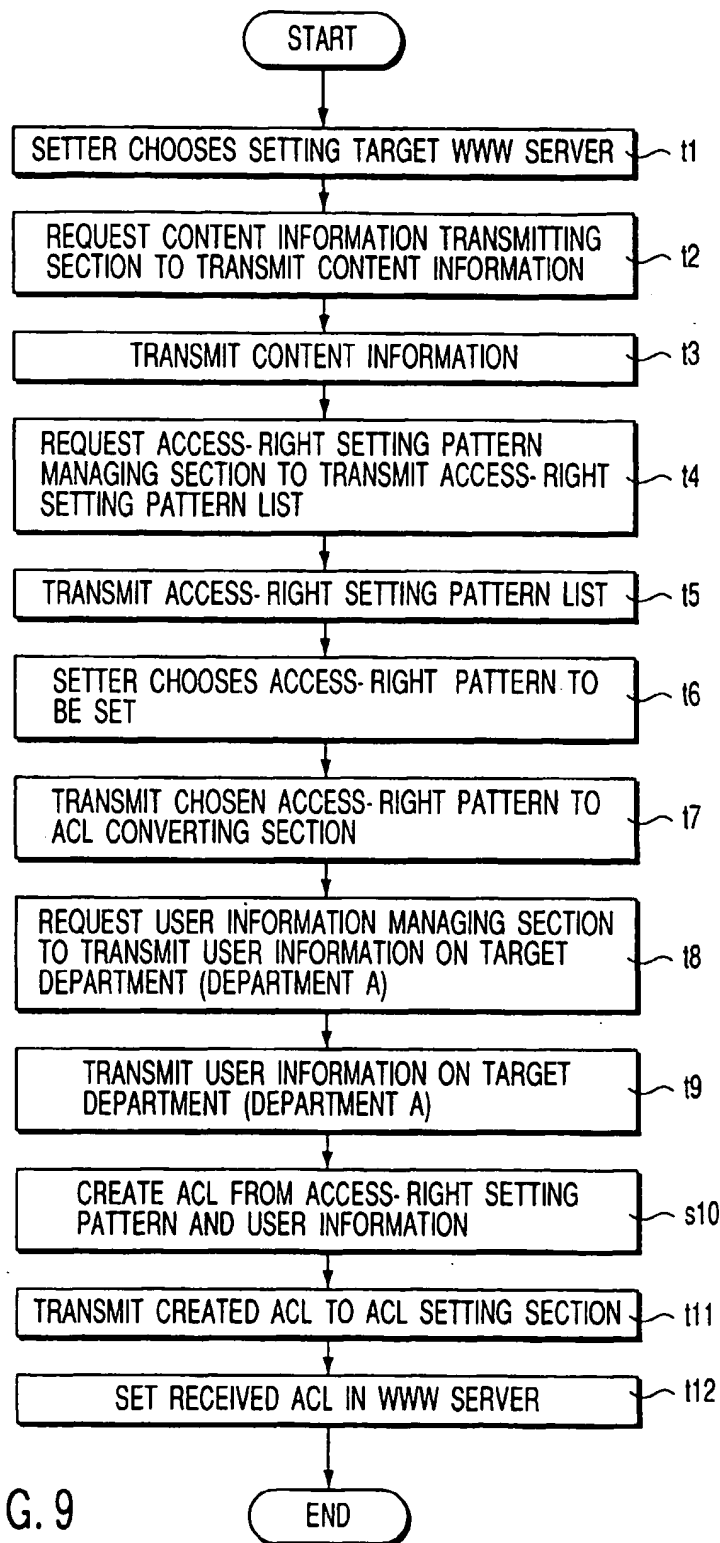 START
SETTER CHOOSES SETTING TARGET WWW SERVER
t1
REQUEST CONTENT INFORMATION TRANSMITTING
SECTION TO TRANSMIT CONTENT INFORMATION
t2
TRANSMIT CONTENT INFORMATION
t3
REQUEST ACCESS-RIGHT SETTING PATTERN
MANAGING SECTION TO TRANSMIT ACCESS-RIGHT
SETTING PATTERN LIST
t4
TRANSMIT ACCESS-RIGHT SETTING PATTERN LIST
t5
SETTER CHOOSES ACCESS-RIGHT PATTERN TO
BE SET
t6
TRANSMIT CHOSEN ACCESS-RIGHT PATTERN TO
ACL CONVERTING SECTION
t7
REQUEST USER INFORMATION MANAGING SECTION
TO TRANSMIT USER INFORMATION ON TARGET
DEPARTMENT (DEPARTMENT A)
t8
TRANSMIT USER INFORMATION ON TARGET
DEPARTMENT (DEPARTMENT A)
t9
CREATE ACL FROM ACCESS-RIGHT SETTING
PATTERN AND USER INFORMATION
s10
TRANSMIT CREATED ACL TO ACL SETTING SECTION
t11
SET RECEIVED ACL IN WWW SERVER
t12
END
G. 9